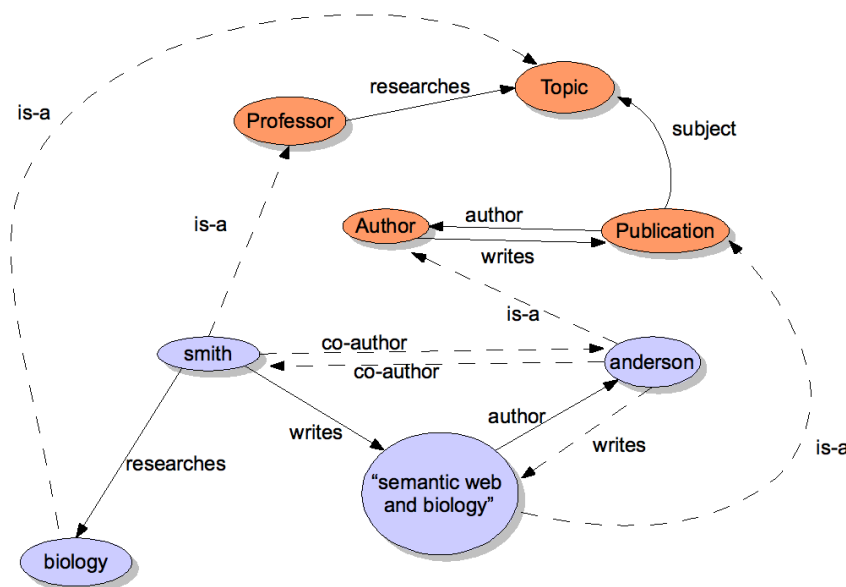 Topic
researches
is-a
Professor
subject
is-a
Author
author
Publication
writes
is-a
smith
co-author
co-author
anderson
author
writes
writes
is-a
researches
“semantic web
and biology”
biology